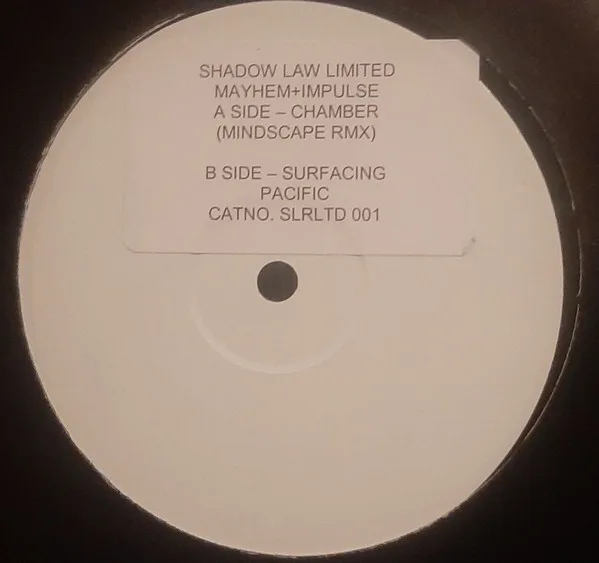 SHADOW LAW LIMITED
MAYHEM+IMPULSE
A SIDE – CHAMBER
(MINDSCAPE RMX)
B SIDE – SURFACING
PACIFIC
CATNO. SLRLTD 001